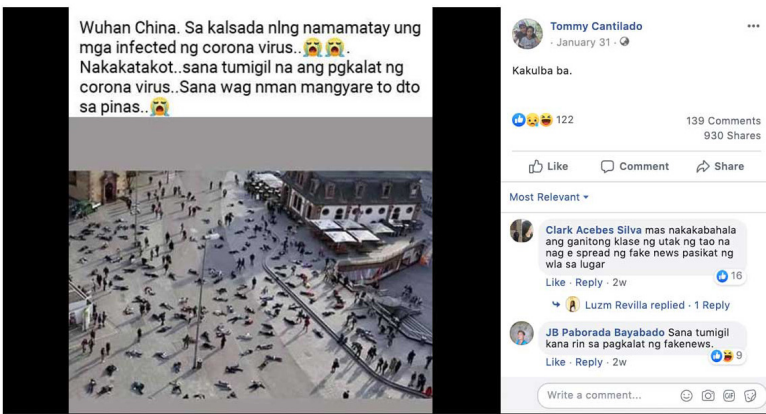 Wuhan China. Sa kalsada nlng namamatay ung
mga infected ng corona virus..😭😭.
Nakakatakot..sana tumigil na ang pgkalat ng
corona virus..Sana wag nman mangyare to dto
sa pinas..😭
Tommy Cantilado
January 31 ·
Kakulba ba.
122
139 Comments
930 Shares
Like Comment Share
Most Relevant
Clark Acebes Silva mas nakakabahala
ang ganitong klase ng utak ng tao na
nag e spread ng fake news pasikat ng
wla sa lugar
16
Like · Reply · 2w
Luzm Revilla replied · 1 Reply
JB Paborada Bayabado Sana tumigil
kana rin sa pagkalat ng fakenews.
9
Like · Reply · 2w
Write a comment...
GIF